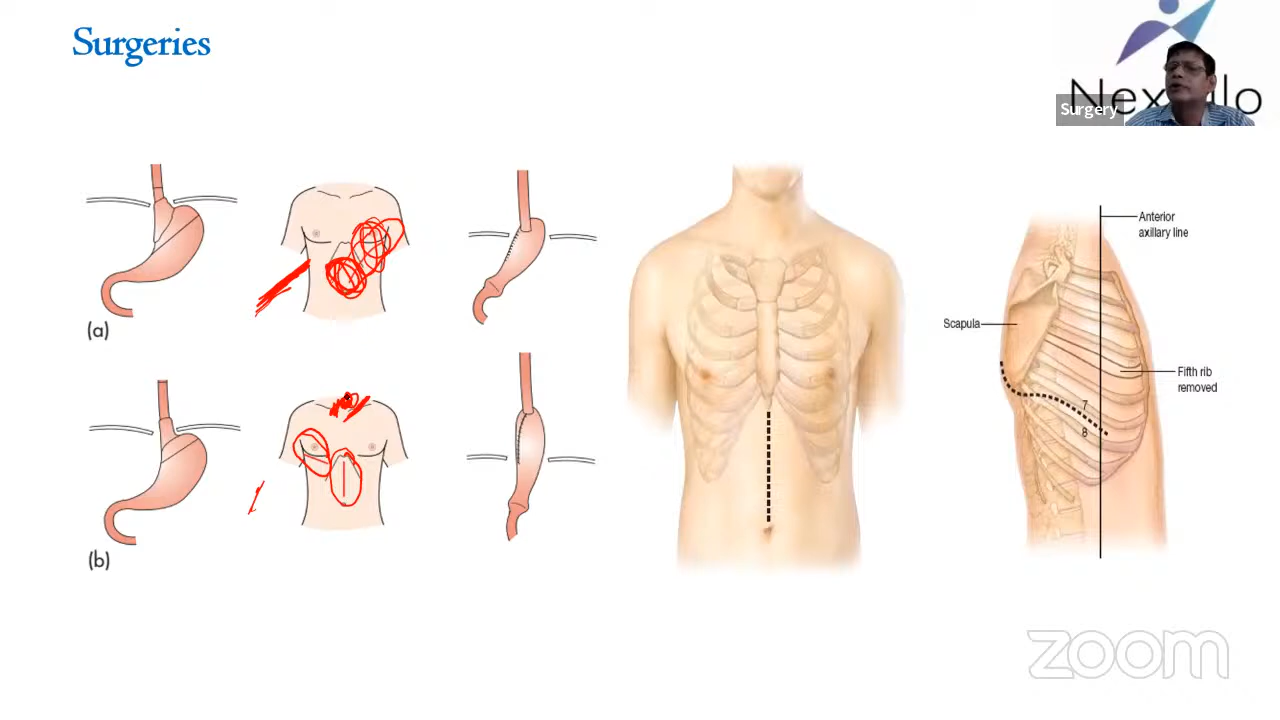 Surgeries
Surgery
(a)
Anterior
axillary line
Scapula
Fifth rib
removed
7
8
(b)
zoom